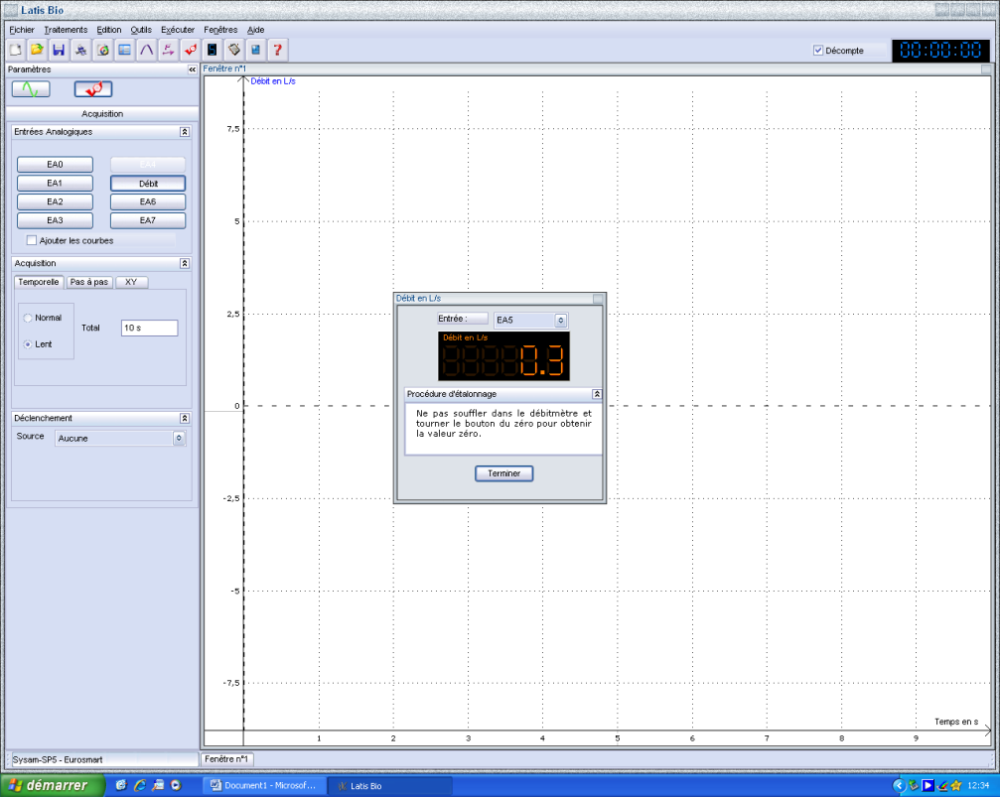 Latis Bio
Fichier Traitements Edition Outils Exécuter Fenêtres Aide
Décompte
00:00:00
Paramètres
Acquisition
Entrées Analogiques
EA0
EA4
EA1
Débit
EA2
EA6
EA3
EA7
Ajouter les courbes
Acquisition
Temporelle
Pas à pas
XY
Normal
Lent
Total
10 s
Déclenchement
Source
Aucune
Sysam-SP5 - Eurosmart
Fenêtre n°1
Débit en L/s
7,5
5
2,5
0
-2,5
-5
-7,5
1 2 3 4 5 6 7 8 9
Temps en s
Débit en L/s
Entrée :
EA5
Débit en L/s
0.3
Procédure d'étalonnage
Ne pas souffler dans le débitmètre et
tourner le bouton du zéro pour obtenir
la valeur zéro.
Terminer
Fenêtre n°1
démarrer
Document1 - Microsof...
Latis Bio
12:34